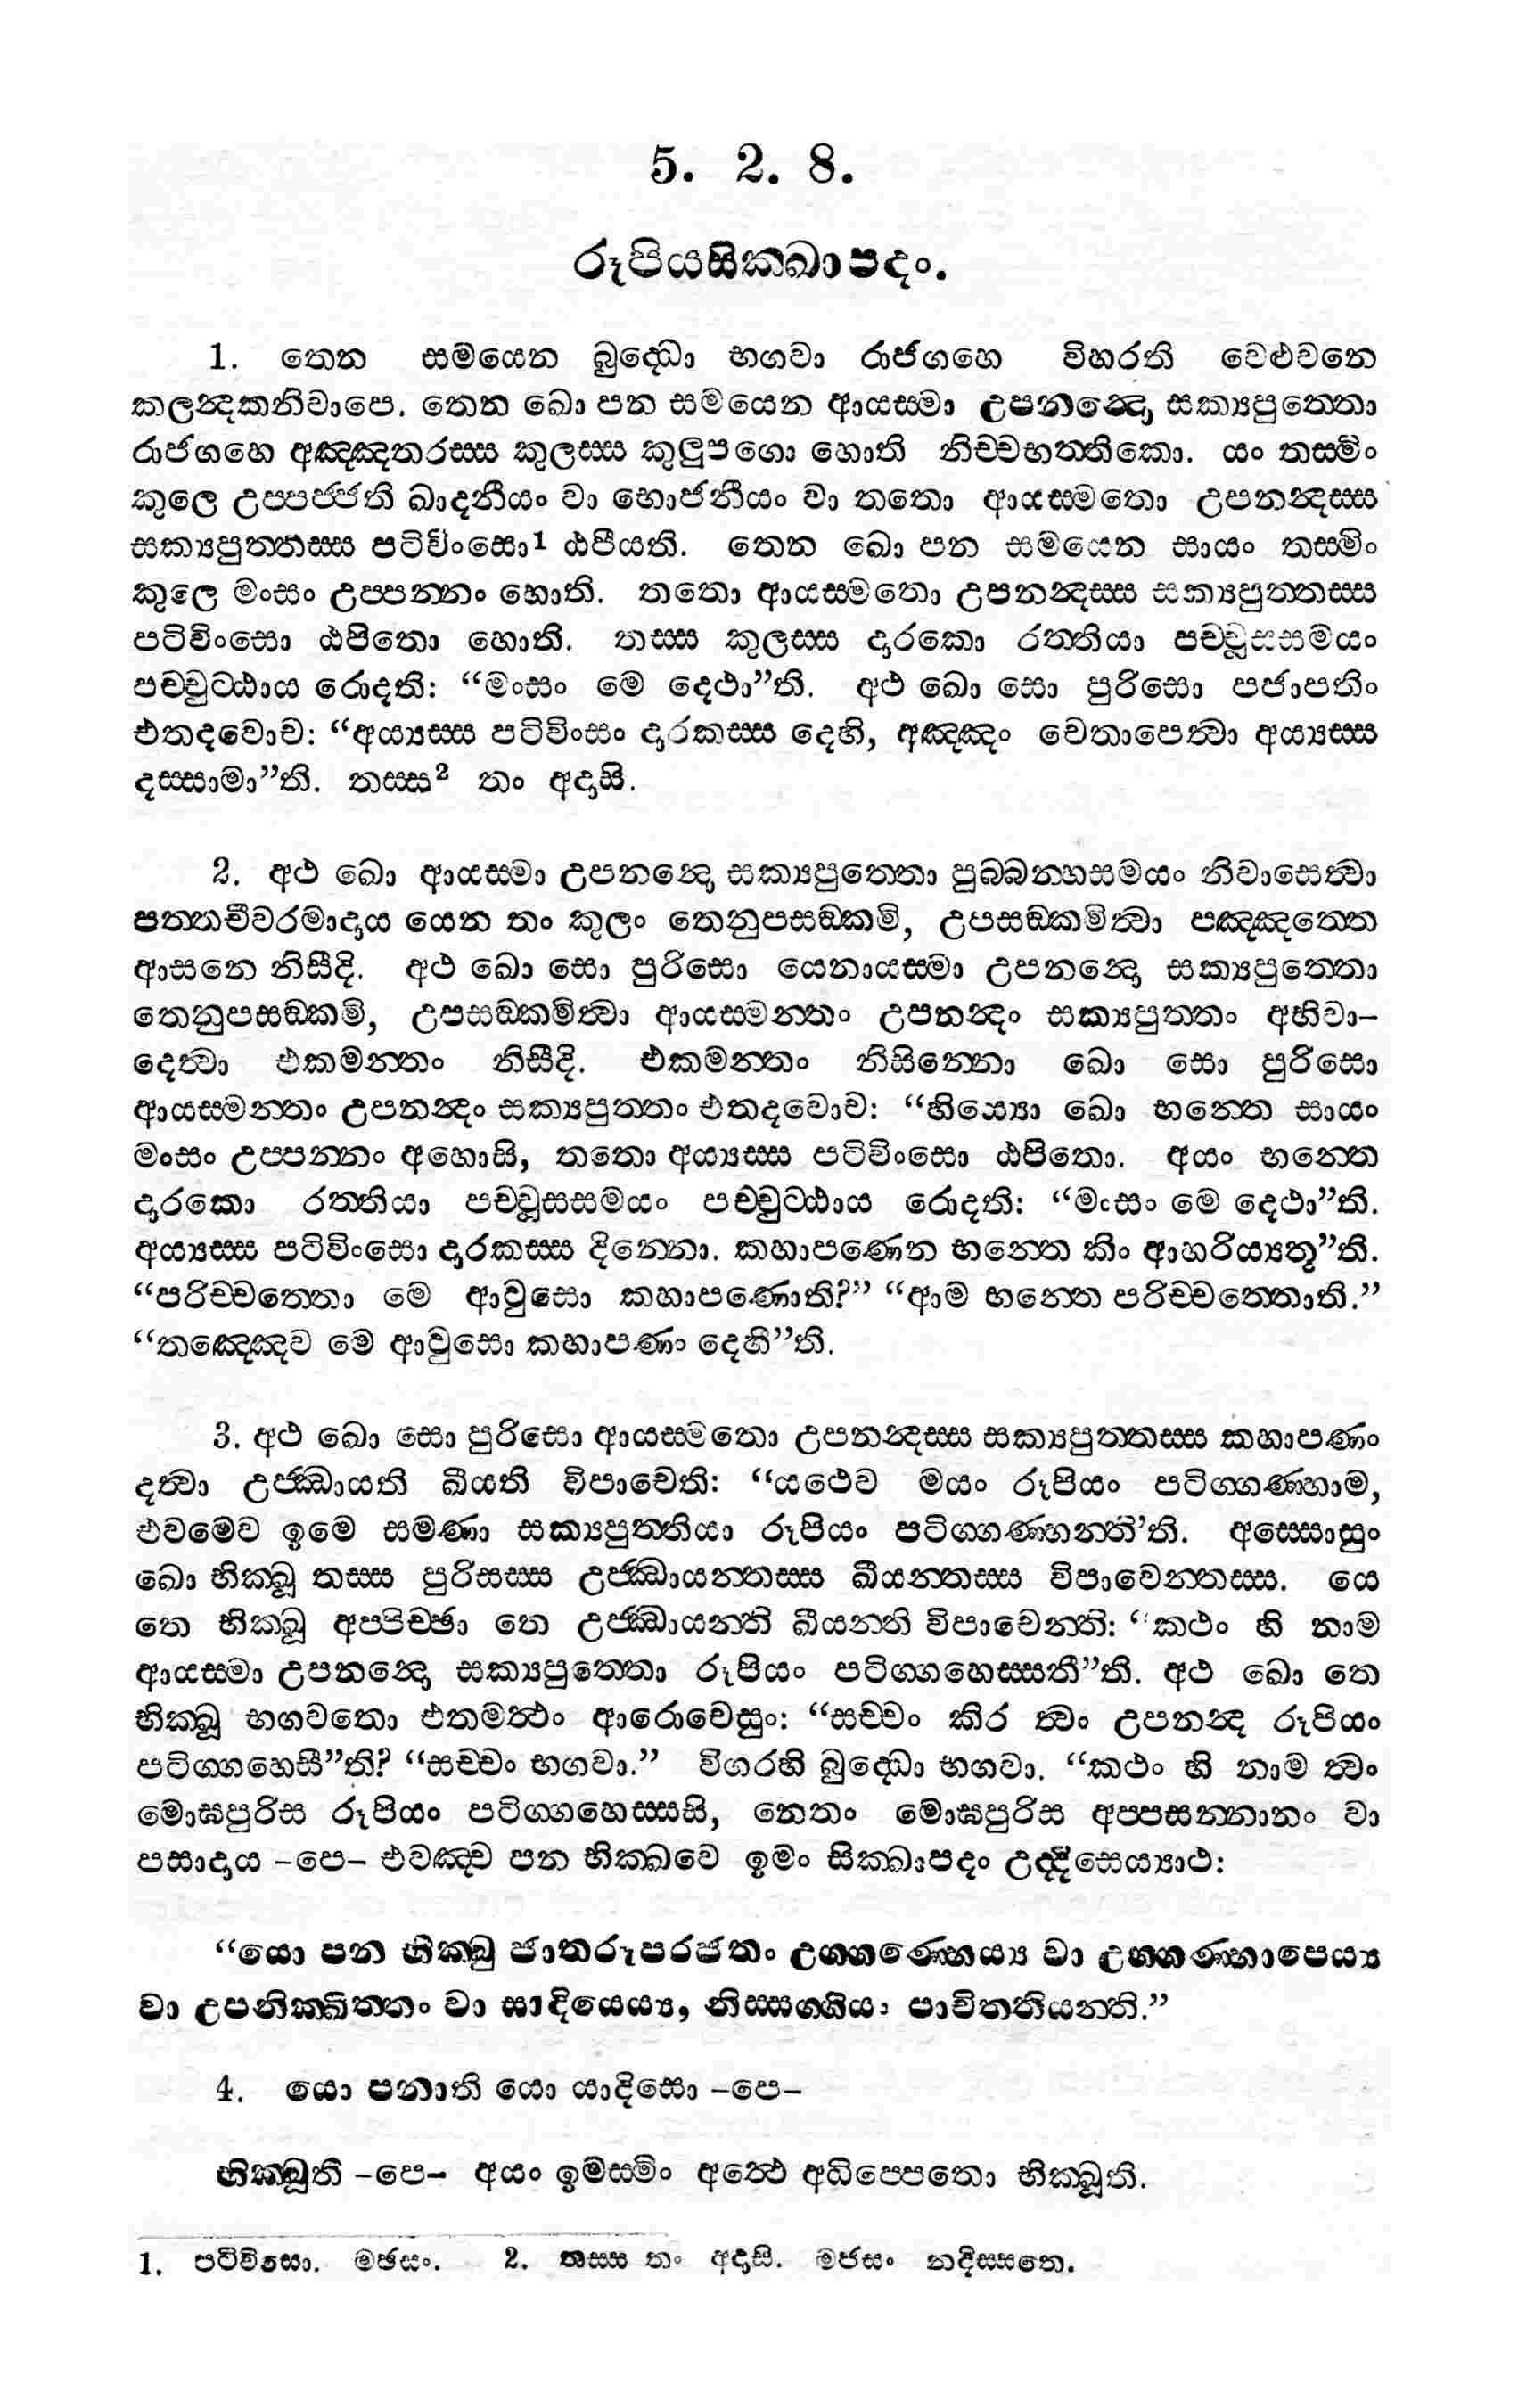 5. 2. 8.
රූපියසික්ඛාපදං.
1. තෙන සමයෙන බුද්ධො භගවා රාජගහෙ විහරති වෙළුවනෙ
කලන්දකනිවාපෙ. තෙන ඛො පන සමයෙන ආයස්මා උපනන්දො සක්‍යපුත්තො
රාජගහෙ අඤ්ඤතරස්ස කුලස්ස කුලූපගො හොති නිච්චභත්තිකො. යං තස්මිං
කුලෙ උප්පජ්ජති ඛාදනීයං වා භොජනීයං වා තතො ආයස්මතො උපනන්දස්ස
සක්‍යපුත්තස්ස පටිවිංසො1 ඨපීයති. තෙන ඛො පන සමයෙන සායං තස්මිං
කුලෙ මංසං උප්පන්නං හොති. තතො ආයස්මතො උපනන්දස්ස සක්‍යපුත්තස්ස
පටිවිංසො ඨපිතො හොති. තස්ස කුලස්ස දාරකො රත්තියා පච්චූසසමයං
පච්චුට්ඨාය රොදති: “මංසං මෙ දෙථා”ති. අථ ඛො සො පුරිසො පජාපතිං
එතදවොච: “අය්‍යස්ස පටිවිංසං දාරකස්ස දෙහි, අඤ්ඤං චෙතාපෙත්වා අය්‍යස්ස
දස්සාමා”ති. තස්ස2 තං අදාසි.
2. අථ ඛො ආයස්මා උපනන්දො සක්‍යපුත්තො පුබ්බන්හසමයං නිවාසෙත්වා
පත්තචීවරමාදාය යෙන තං කුලං තෙනුපසඞ්කමි, උපසඞ්කමිත්වා පඤ්ඤත්තෙ
ආසනෙ නිසීදි. අථ ඛො සො පුරිසො යෙනායස්මා උපනන්දො සක්‍යපුත්තො
තෙනුපසඞ්කමි, උපසඞ්කමිත්වා ආයස්මන්තං උපනන්දං සක්‍යපුත්තං අභිවා–
දෙත්වා එකමන්තං නිසීදි. එකමන්තං නිසින්නො ඛො සො පුරිසො
ආයස්මන්තං උපනන්දං සක්‍යපුත්තං එතදවොච: “හිය්‍යො ඛො භන්තෙ සායං
මංසං උප්පන්නං අහොසි, තතො අය්‍යස්ස පටිවිංසො ඨපිතො. අයං භන්තෙ
දාරකො රත්තියා පච්චූසසමයං පච්චුට්ඨාය රොදති: “මංසං මෙ දෙථා”ති.
අය්‍යස්ස පටිවිංසො දාරකස්ස දින්නො. කහාපණෙන භන්තෙ කිං ආහරිය්‍යතූ”ති.
“පරිච්චත්තො මෙ ආවුසො කහාපණොති?” “ආම භන්තෙ පරිච්චත්තොති.”
“තඤ්ඤෙව මෙ ආවුසො කහාපණං දෙහී”ති.
3. අථ ඛො සො පුරිසො ආයස්මතො උපනන්දස්ස සක්‍යපුත්තස්ස කහාපණං
දත්වා උජ්ඣායති ඛීයති විපාචෙති: “යථෙව මයං රූපියං පටිග්ගණ්හාම,
එවමෙව ඉමෙ සමණා සක්‍යපුත්තියා රූපියං පටිග්ගණ්හන්තී’ති. අස්සොසුං
ඛො භික්ඛූ තස්ස පුරිසස්ස උජ්ඣායන්තස්ස ඛීයන්තස්ස විපාචෙන්තස්ස. යෙ
තෙ භික්ඛූ අප්පිච්ඡා තෙ උජ්ඣායන්ති ඛීයන්ති විපාචෙන්ති: “කථං හි නාම
ආයස්මා උපනන්දො සක්‍යපුත්තො රූපියං පටිග්ගහෙස්සතී”ති. අථ ඛො තෙ
භික්ඛූ භගවතො එතමත්ථං ආරොචෙසුං: “සච්චං කිර ත්වං උපනන්ද රූපියං
පටිග්ගහෙසී”ති? “සච්චං භගවා.” විගරහි බුද්ධො භගවා. “කථං හි නාම ත්වං
මොඝපුරිස රූපියං පටිග්ගහෙස්සසි, නෙතං මොඝපුරිස අප්පසන්නානං වා
පසාදාය –පෙ– එවඤ්ච පන භික්ඛවෙ ඉමං සික්ඛාපදං උද්දිසෙය්‍යාථ:
“යො පන භික්ඛු ජාතරූපරජතං උග්ගණ්හෙය්‍ය වා උග්ගණ්හාපෙය්‍ය
වා උපනික්ඛිත්තං වා සාදියෙය්‍ය, නිස්සග්ගියං පාචිත්තියන්ති.”
4. යො පනාති යො යාදිසො –පෙ–
භික්ඛූති –පෙ– අයං ඉමස්මිං අත්ථෙ අධිප්පෙතො භික්ඛූති.
1. පටිවිසො. මඡසං. 2. තස්ස තං අදාසි. මජසං නදිස්සතෙ.